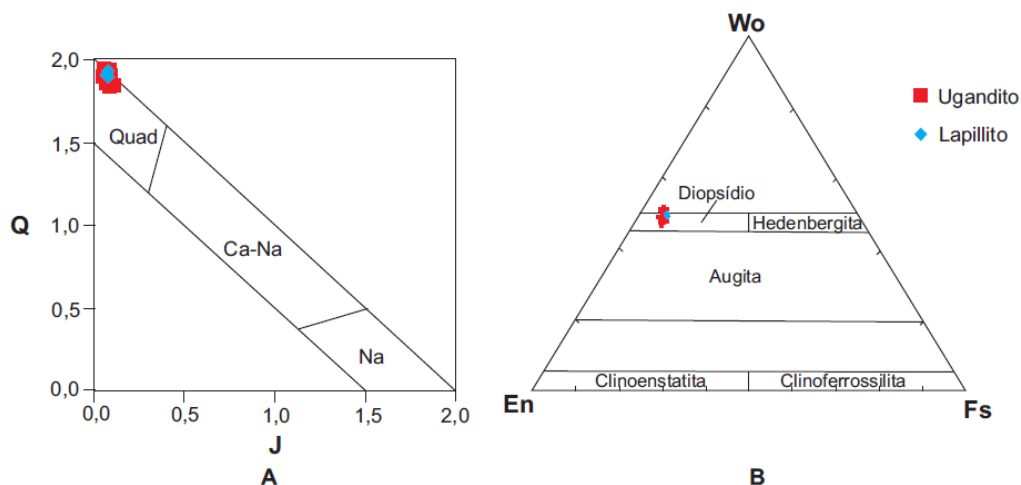 2,0
1,5
Q
1,0
0,5
0,0
Quad
Ca-Na
Na
0,0
0,5
1,0
1,5
2,0
J
A
Wo
Ugandito
Lapillito
Diopsídio
Hedenbergita
Augita
Clinoenstatita
Clinoferrossilita
En
Fs
B